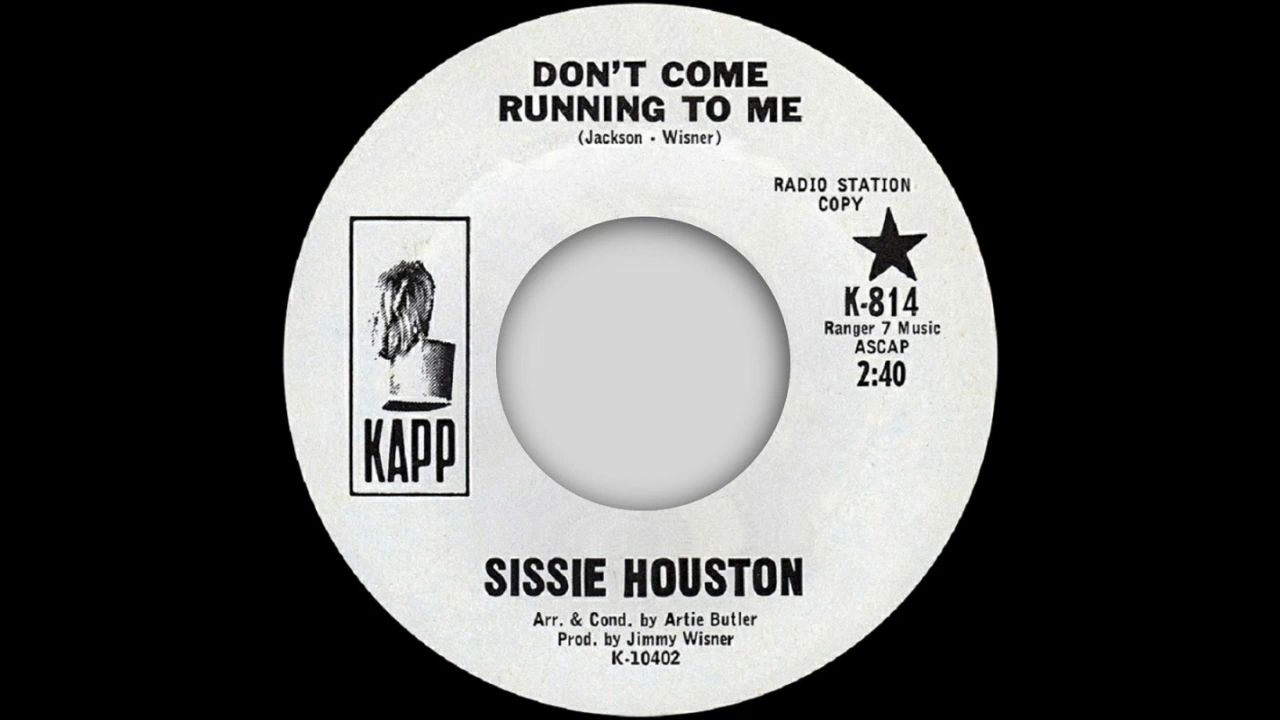 DON'T COME
RUNNING TO ME
(Jackson - Wisner)
RADIO STATION
COPY
K-814
Ranger 7 Music
ASCAP
2:40
KAPP
SISSIE HOUSTON
Arr. & Cond. by Artie Butler
Prod. by Jimmy Wisner
K-10402